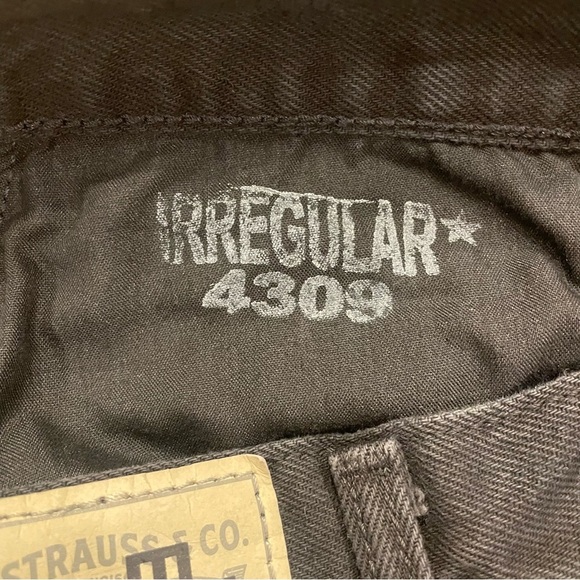 IRREGULAR★
4309
STRAUSS & CO.